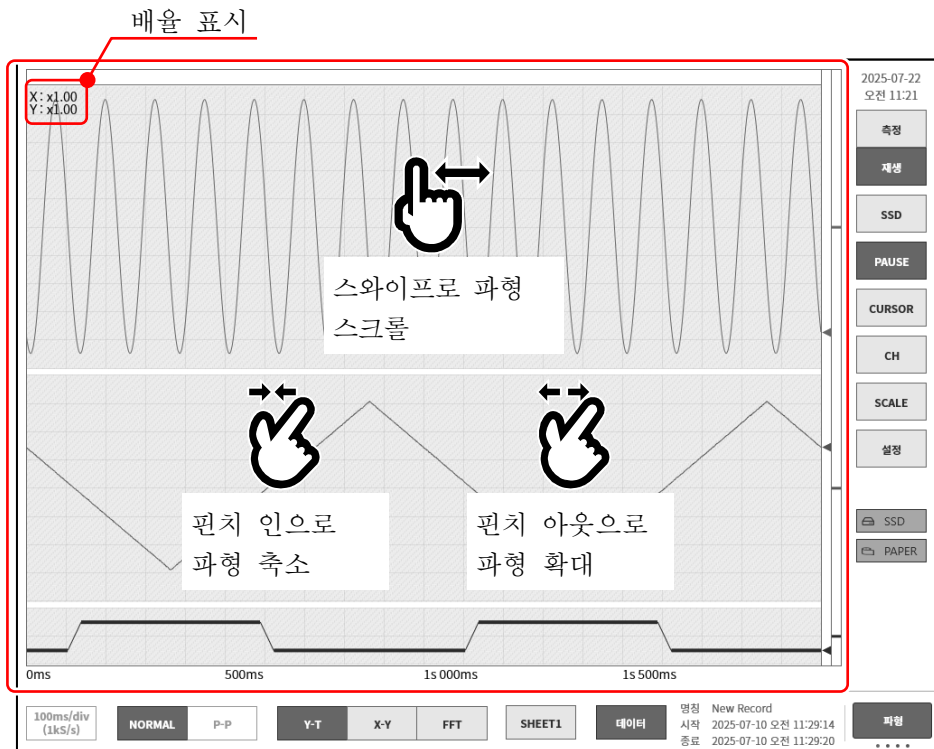 배율 표시
X : x1.00
Y : x1.00
스와이프로 파형
스크롤
핀치 인으로
파형 축소
핀치 아웃으로
파형 확대
0ms
500ms
1s 000ms
1s 500ms
2025-07-22
오전 11:21
측정
재생
SSD
PAUSE
CURSOR
CH
SCALE
설정
SSD
PAPER
100ms/div
(1kS/s)
NORMAL
P-P
Y-T
X-Y
FFT
SHEET1
데이터
명칭 New Record
시작 2025-07-10 오전 11:29:14
종료 2025-07-10 오전 11:29:20
파형